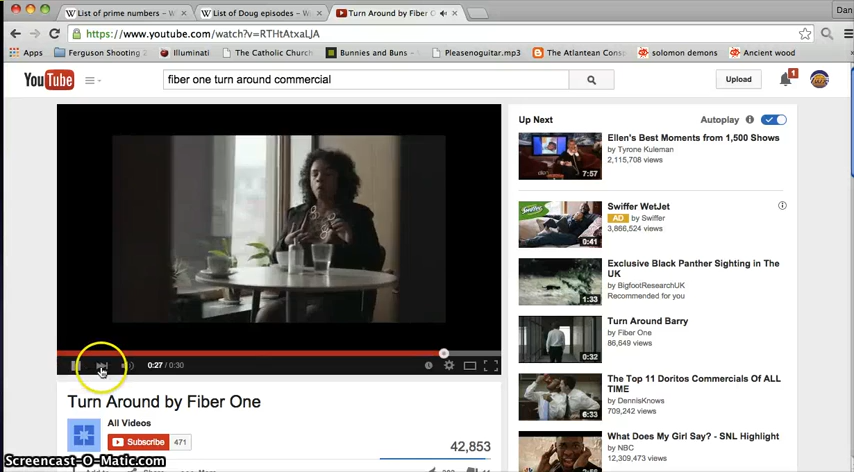 List of prime numbers – W
List of Doug episodes – W
Turn Around by Fiber O
Dan
https://www.youtube.com/watch?v=RTHtAtxaLJA
Apps
Ferguson Shooting
Illuminati
The Catholic Church
Bunnies and Buns -
Pleasenoguitar.mp3
The Atlantean Cons
solomon demons
Ancient wood
YouTube
fiber one turn around commercial
Upload
1
Up Next
Autoplay
Ellen's Best Moments from 1,500 Shows
by Tyrone Kuleman
2,115,708 views
7:57
Swiffer WetJet
AD by Swiffer
3,866,524 views
0:41
Exclusive Black Panther Sighting in The
UK
by BigfootResearchUK
Recommended for you
1:33
Turn Around Barry
by Fiber One
86,649 views
0:32
The Top 11 Doritos Commercials Of ALL
TIME
by DennisKnows
709,242 views
6:33
What Does My Girl Say? - SNL Highlight
by NBC
12,309,473 views
0:27 / 0:30
Turn Around by Fiber One
All Videos
Subscribe
471
42,853
Screencast-O-Matic.com